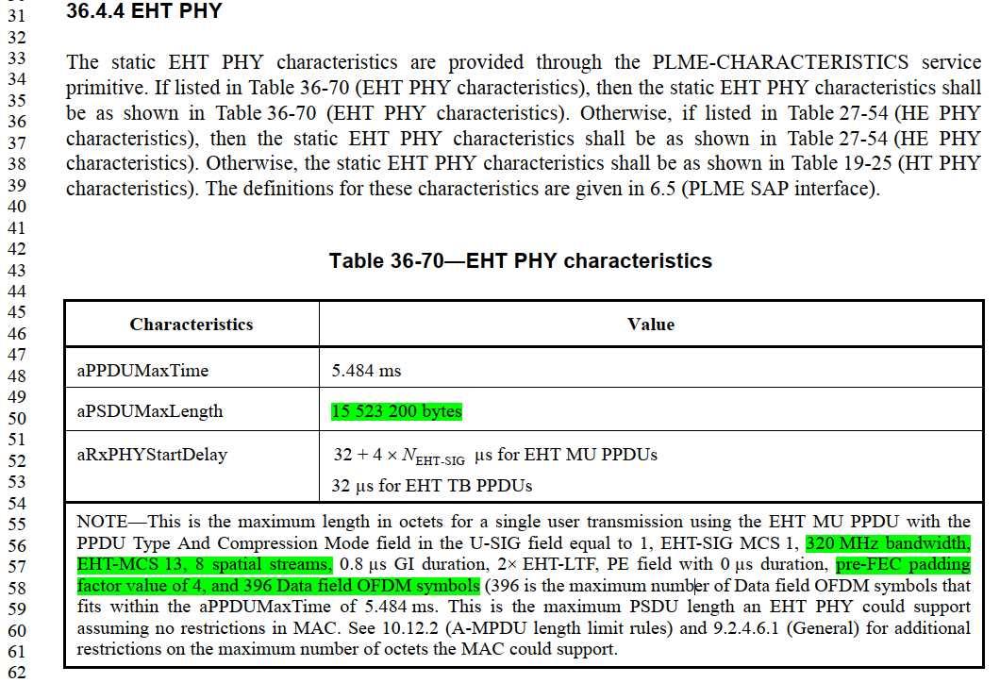 31 36.4.4 EHT PHY
32
33 The static EHT PHY characteristics are provided through the PLME-CHARACTERISTICS service
34 primitive. If listed in Table 36-70 (EHT PHY characteristics), then the static EHT PHY characteristics shall
35 be as shown in Table 36-70 (EHT PHY characteristics). Otherwise, if listed in Table 27-54 (HE PHY
36
37 characteristics), then the static EHT PHY characteristics shall be as shown in Table 27-54 (HE PHY
38 characteristics). Otherwise, the static EHT PHY characteristics shall be as shown in Table 19-25 (HT PHY
39 characteristics). The definitions for these characteristics are given in 6.5 (PLME SAP interface).
40
41
42 Table 36-70—EHT PHY characteristics
43
44
45 Characteristics Value
46
47
48 aPPDUMaxTime 5.484 ms
49
50 aPSDUMaxLength 15 523 200 bytes
51
52 aRxPHYStartDelay 32 + 4 × NEHT-SIG μs for EHT MU PPDUs
53 32 μs for EHT TB PPDUs
54
55 NOTE—This is the maximum length in octets for a single user transmission using the EHT MU PPDU with the
56 PPDU Type And Compression Mode field in the U-SIG field equal to 1, EHT-SIG MCS 1, 320 MHz bandwidth,
57 EHT-MCS 13, 8 spatial streams, 0.8 μs GI duration, 2× EHT-LTF, PE field with 0 μs duration, pre-FEC padding
58 factor value of 4, and 396 Data field OFDM symbols (396 is the maximum number of Data field OFDM symbols that
59 fits within the aPPDUMaxTime of 5.484 ms. This is the maximum PSDU length an EHT PHY could support
60 assuming no restrictions in MAC. See 10.12.2 (A-MPDU length limit rules) and 9.2.4.6.1 (General) for additional
61 restrictions on the maximum number of octets the MAC could support.
62